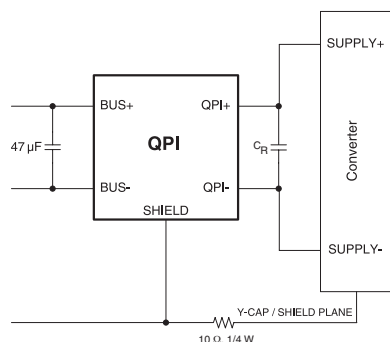 SUPPLY+
BUS+ QPI+
QPI
47 µF
C_R
Converter
BUS- QPI-
SHIELD
SUPPLY-
Y-CAP / SHIELD PLANE
10 Ω, 1/4 W